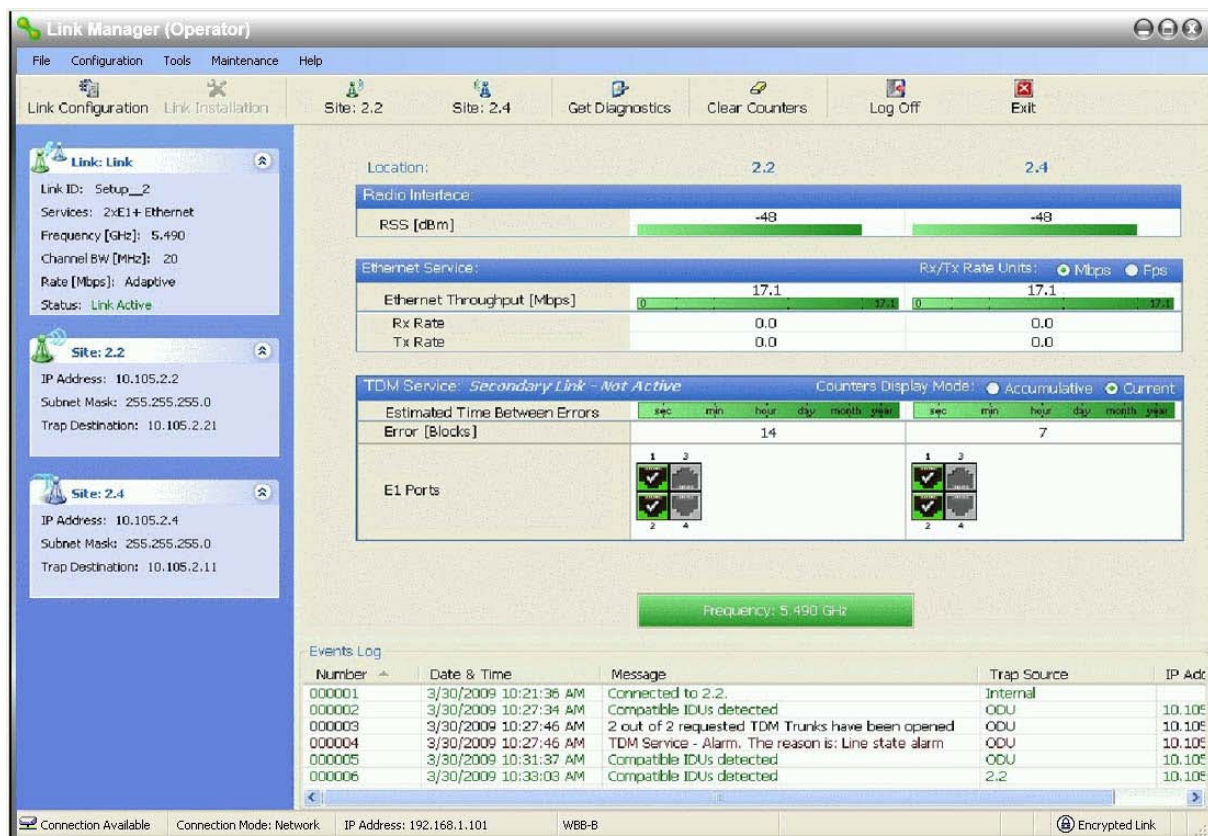 Link Manager (Operator)
File Configuration Tools Maintenance Help
Link Configuration Link Installation Site: 2.2 Site: 2.4 Get Diagnostics Clear Counters Log Off Exit
Link: Link
Link ID: Setup__2
Services: 2xE1+ Ethernet
Frequency [GHz]: 5.490
Channel BW [MHz]: 20
Rate [Mbps]: Adaptive
Status: Link Active
Site: 2.2
IP Address: 10.105.2.2
Subnet Mask: 255.255.255.0
Trap Destination: 10.105.2.21
Site: 2.4
IP Address: 10.105.2.4
Subnet Mask: 255.255.255.0
Trap Destination: 10.105.2.11
Location: 2.2 2.4
Radio Interface:
RSS [dBm] -48 -48
Ethernet Service: Rx/Tx Rate Units: Mbps Fps
Ethernet Throughput [Mbps] 17.1 17.1
0 17.1 0 17.1
Rx Rate 0.0 0.0
Tx Rate 0.0 0.0
TDM Service: Secondary Link - Not Active Counters Display Mode: Accumulative Current
Estimated Time Between Errors sec min hour day month year sec min hour day month year
Error [Blocks] 14 7
1 3 1 3
E1 Ports
2 4 2 4
Frequency: 5.490 GHz
Events Log
Number Date & Time Message Trap Source IP Adc
000001 3/30/2009 10:21:36 AM Connected to 2.2. Internal
000002 3/30/2009 10:27:34 AM Compatible IDUs detected ODU 10.105
000003 3/30/2009 10:27:46 AM 2 out of 2 requested TDM Trunks have been opened ODU 10.105
000004 3/30/2009 10:27:46 AM TDM Service - Alarm. The reason is: Line state alarm ODU 10.105
000005 3/30/2009 10:31:37 AM Compatible IDUs detected ODU 10.105
000006 3/30/2009 10:33:03 AM Compatible IDUs detected 2.2 10.105
Connection Available Connection Mode: Network IP Address: 192.168.1.101 WBB-B Encrypted Link